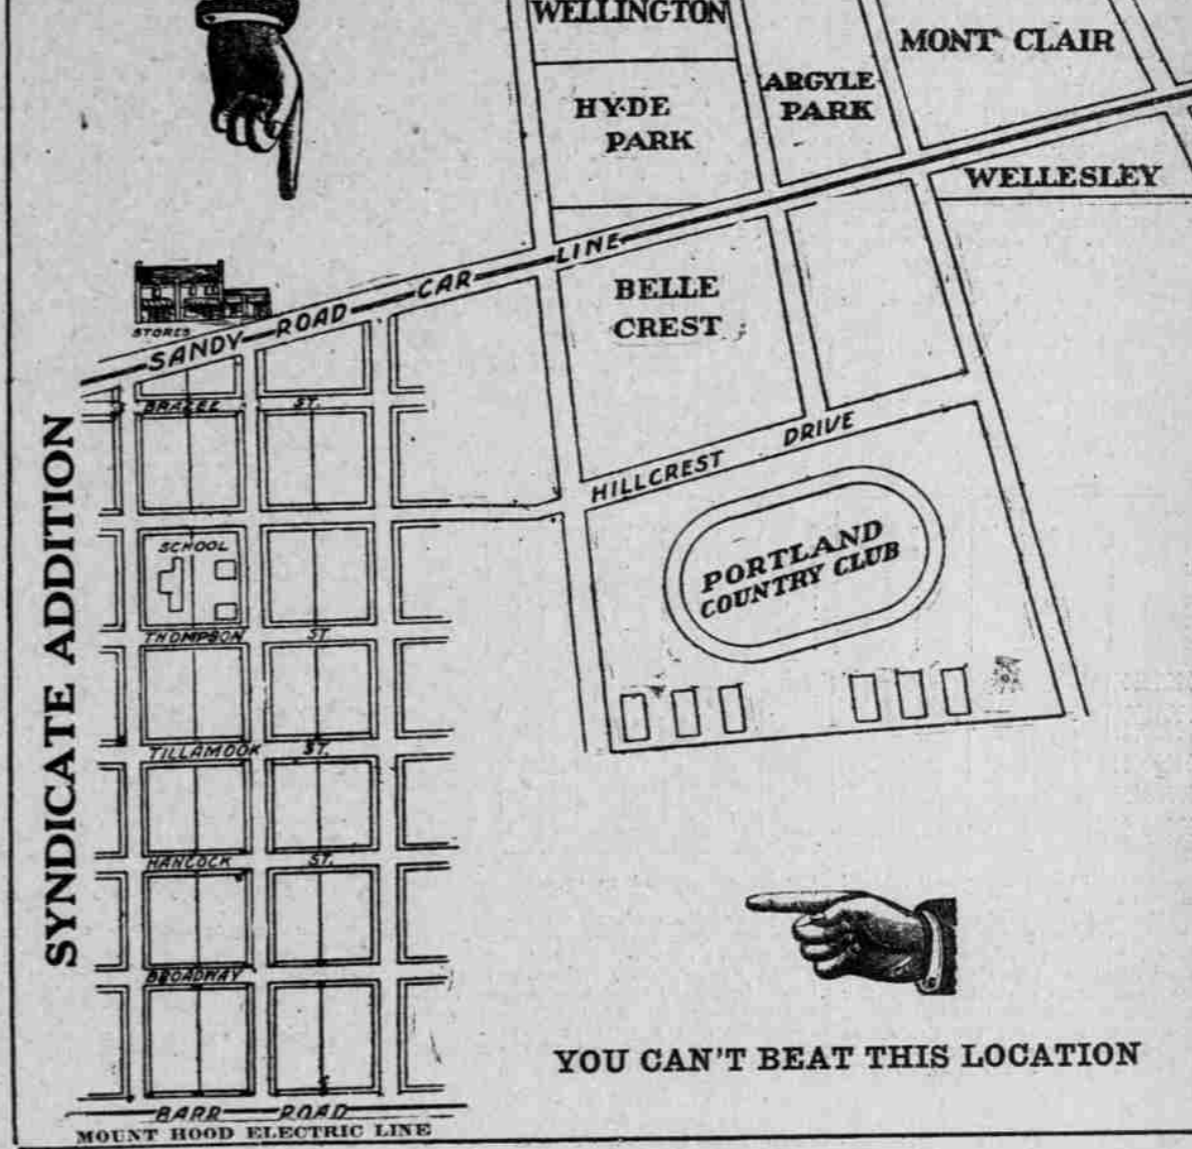 WELLINGTON
MONT CLAIR
ARGYLE
PARK
HYDE
PARK
WELLESLEY
SANDY ROAD CAR LINE
STORES
BELLE
CREST
BRAZEE ST.
HILLCREST DRIVE
SCHOOL
PORTLAND
COUNTRY CLUB
THOMPSON ST
TILLAMOOK ST.
HANCOCK ST.
BROADWAY
SYNDICATE ADDITION
YOU CAN'T BEAT THIS LOCATION
BARR ROAD
MOUNT HOOD ELECTRIC LINE